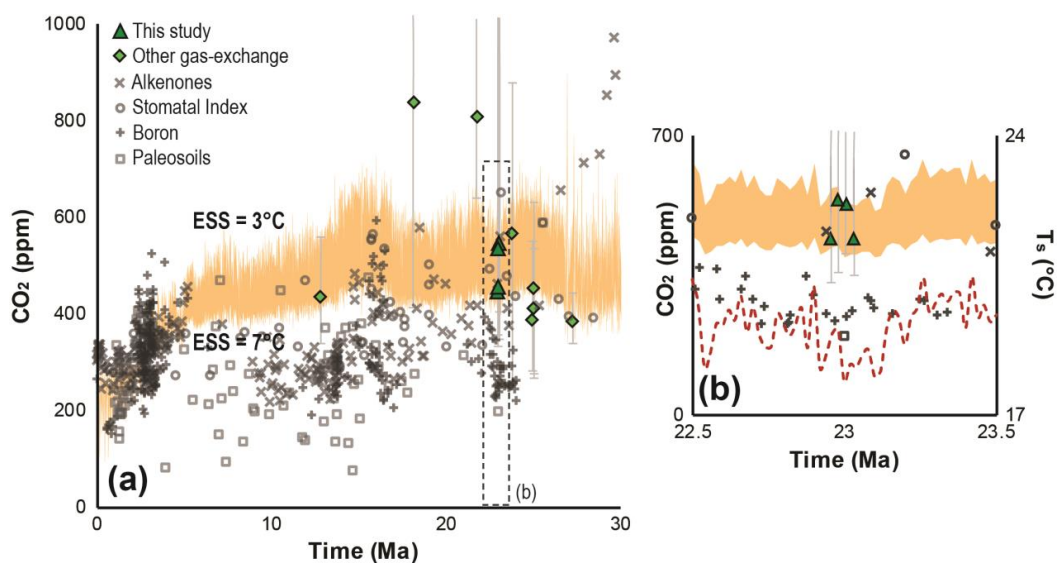 1000
800
600
400
200
0
CO₂ (ppm)
This study
Other gas-exchange
Alkenones
Stomatal Index
Boron
Paleosoils
ESS = 3°C
ESS = 7°C
(a)
(b)
0 10 20 30
Time (Ma)
700
0
CO₂ (ppm)
24
17
Tₛ (°C)
(b)
22.5 23 23.5
Time (Ma)